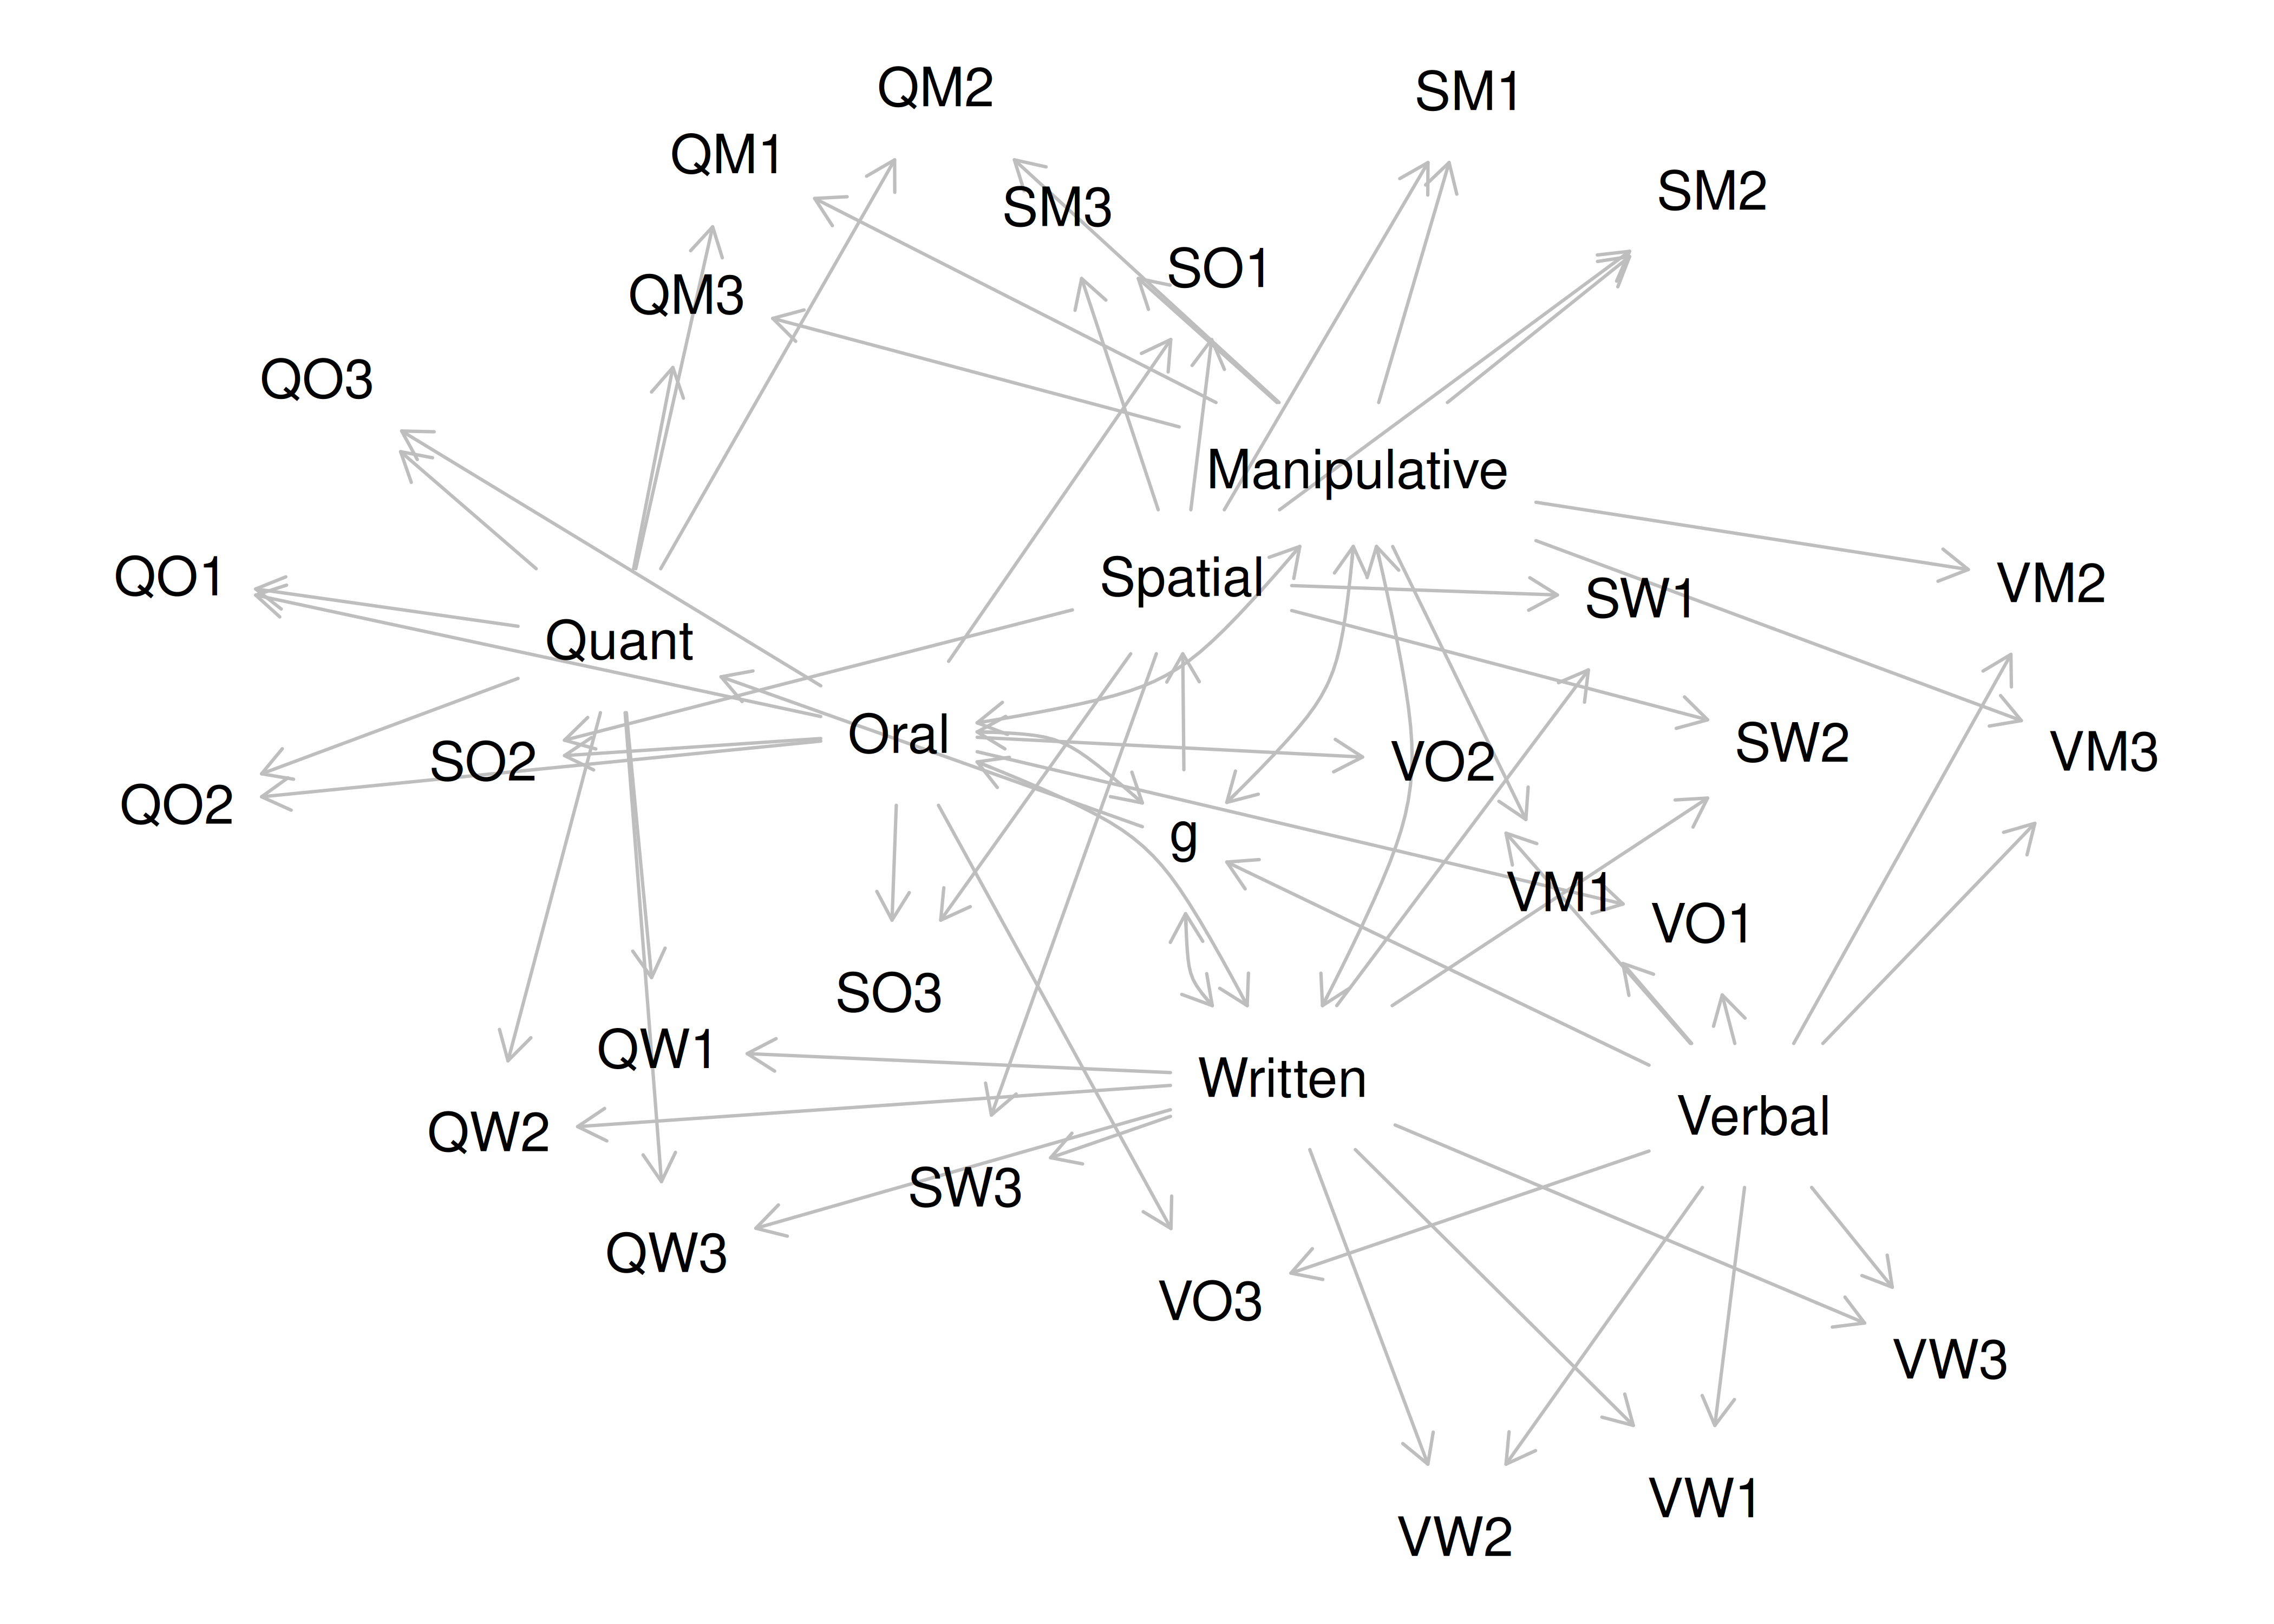 QM2
SM1
QM1
SM2
SM3
SO1
QM3
QO3
Manipulative
QO1
Spatial
SW1
VM2
Quant
Oral
SO2
VO2
SW2
VM3
QO2
g
VM1
VO1
SO3
QW1
Written
Verbal
QW2
SW3
QW3
VO3
VW3
VW1
VW2